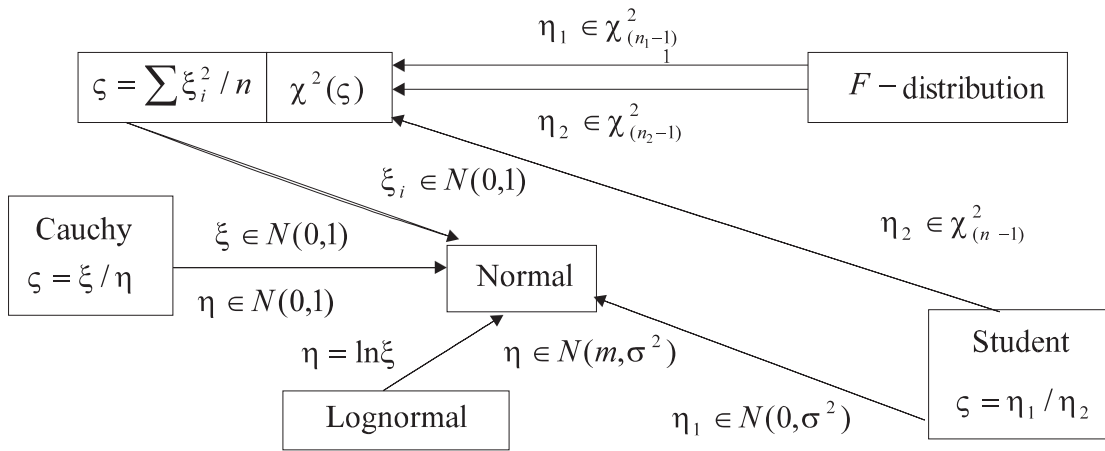 η₁ ∈ χ²₍ₙ₁₋₁₎
1
ς = ∑ ξᵢ² / n
χ²(ς)
F – distribution
η₂ ∈ χ²₍ₙ₂₋₁₎
ξᵢ ∈ N(0,1)
Cauchy
ς = ξ / η
ξ ∈ N(0,1)
η ∈ N(0,1)
Normal
η₂ ∈ χ²₍ₙ ₋₁₎
Student
ς = η₁ / η₂
η = lnξ
η ∈ N(m,σ²)
Lognormal
η₁ ∈ N(0,σ²)